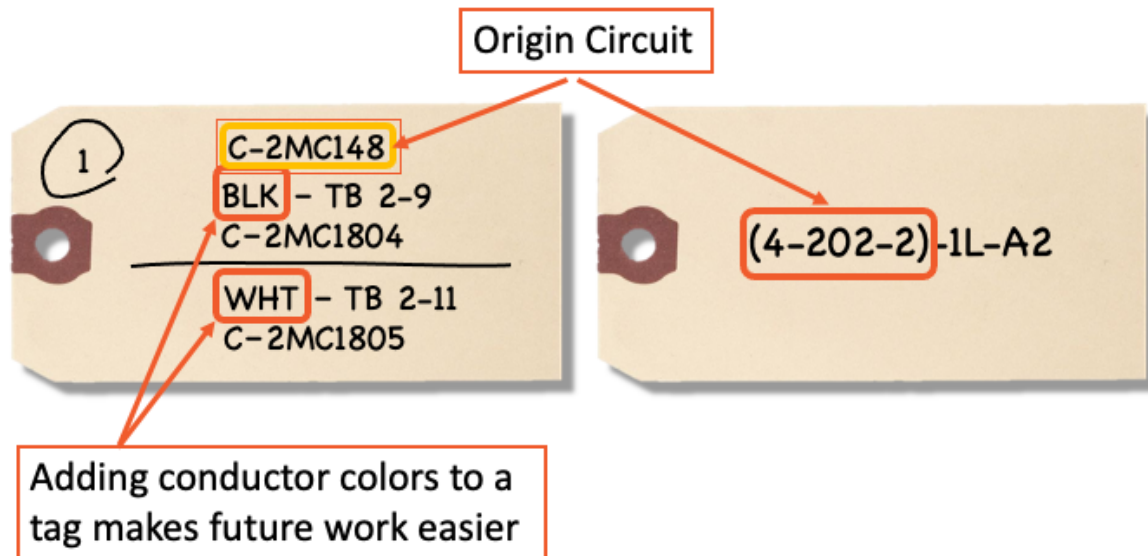 Origin Circuit
1
C-2MC148
BLK - TB 2-9
C-2MC1804
WHT - TB 2-11
C-2MC1805
(4-202-2)-1L-A2
Adding conductor colors to a
tag makes future work easier